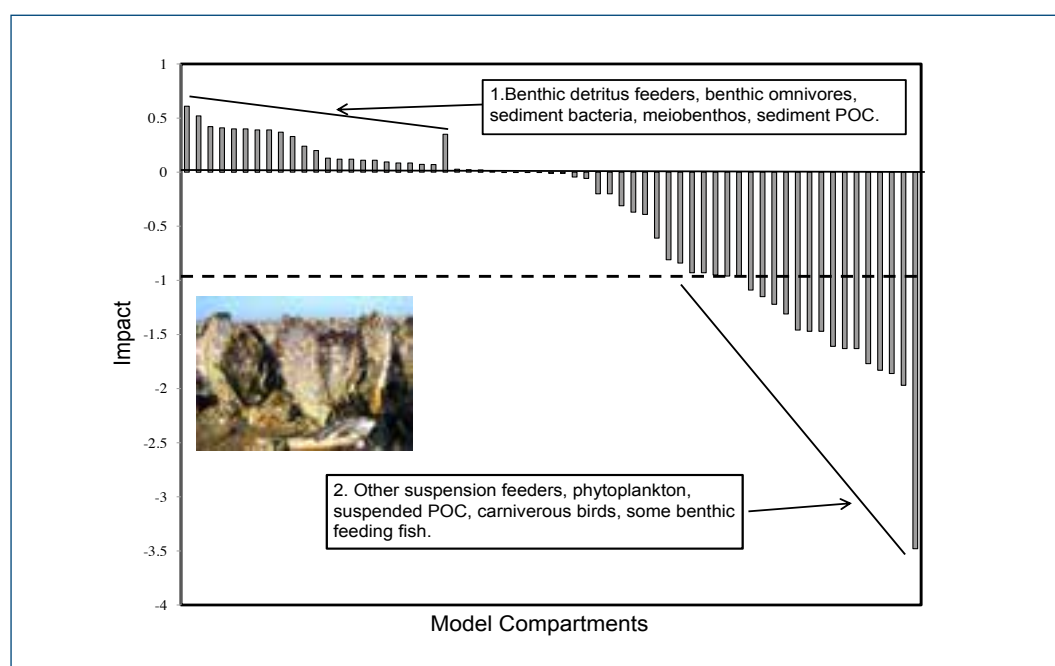 1
0.5
0
-0.5
-1
-1.5
-2
-2.5
-3
-3.5
-4
Impact
Model Compartments
1.Benthic detritus feeders, benthic omnivores,
sediment bacteria, meiobenthos, sediment POC.
2. Other suspension feeders, phytoplankton,
suspended POC, carniverous birds, some benthic
feeding fish.